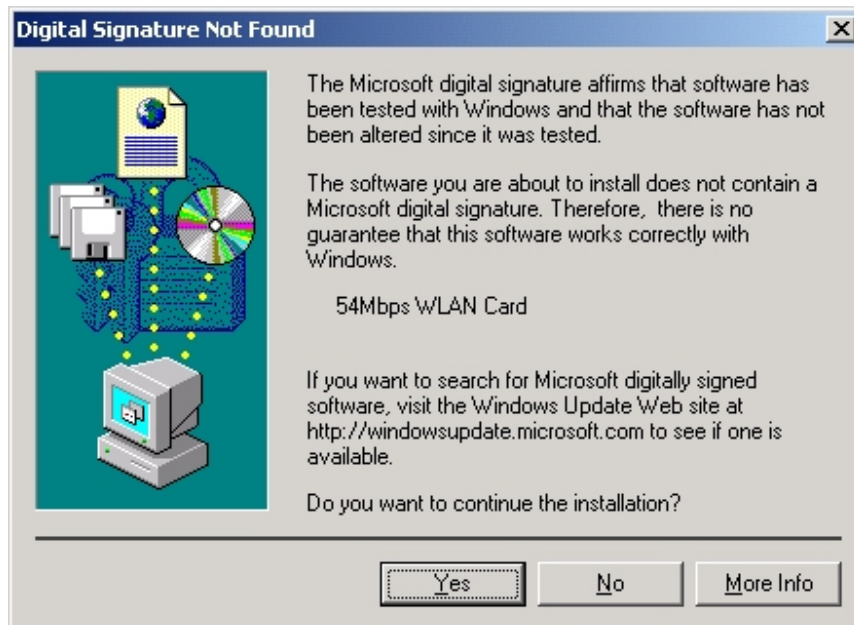 Digital Signature Not Found
The Microsoft digital signature affirms that software has
been tested with Windows and that the software has not
been altered since it was tested.
The software you are about to install does not contain a
Microsoft digital signature. Therefore,  there is no
guarantee that this software works correctly with
Windows.
54Mbps WLAN Card
If you want to search for Microsoft digitally signed
software, visit the Windows Update Web site at
http://windowsupdate.microsoft.com to see if one is
available.
Do you want to continue the installation?
Yes No More Info